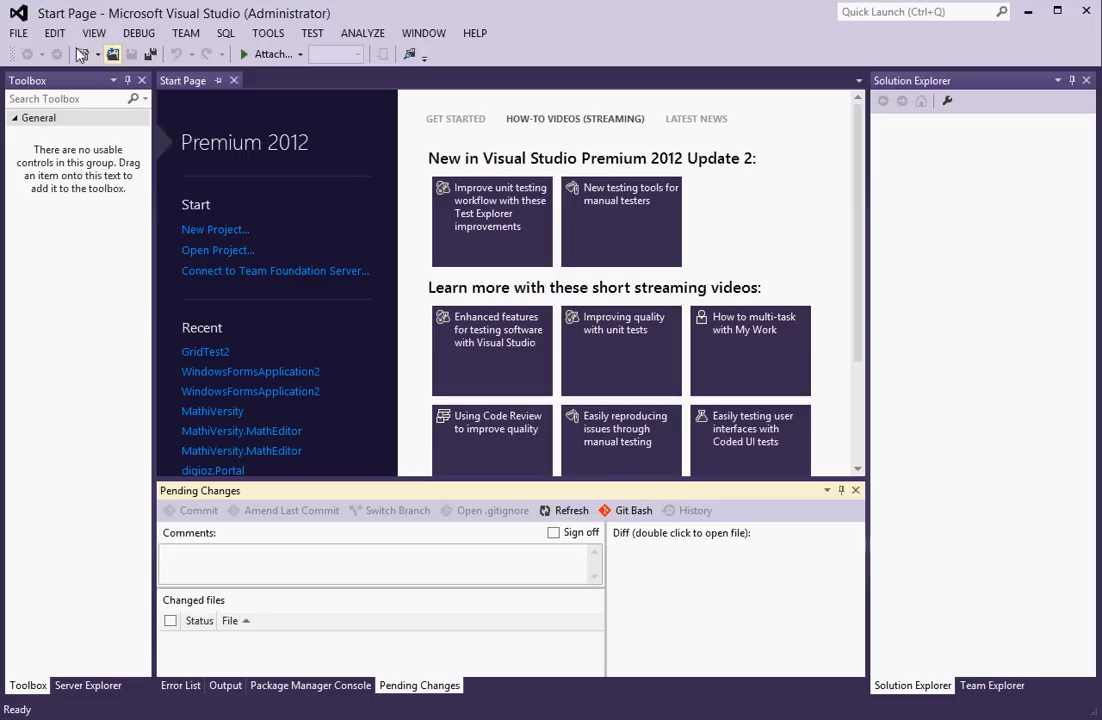 Start Page - Microsoft Visual Studio (Administrator)
Quick Launch (Ctrl+Q)
FILE EDIT VIEW DEBUG TEAM SQL TOOLS TEST ANALYZE WINDOW HELP
Attach...
Toolbox
Search Toolbox
General
There are no usable
controls in this group. Drag
an item onto this text to
add it to the toolbox.
Start Page
Premium 2012
Start
New Project...
Open Project...
Connect to Team Foundation Server...
Recent
GridTest2
WindowsFormsApplication2
WindowsFormsApplication2
MathiVersity
MathiVersity.MathEditor
MathiVersity.MathEditor
digioz.Portal
GET STARTED HOW-TO VIDEOS (STREAMING) LATEST NEWS
New in Visual Studio Premium 2012 Update 2:
Improve unit testing
workflow with these
Test Explorer
improvements
New testing tools for
manual testers
Learn more with these short streaming videos:
Enhanced features
for testing software
with Visual Studio
Improving quality
with unit tests
How to multi-task
with My Work
Using Code Review
to improve quality
Easily reproducing
issues through
manual testing
Easily testing user
interfaces with
Coded UI tests
Solution Explorer
Pending Changes
Commit Amend Last Commit Switch Branch Open .gitignore Refresh Git Bash History
Comments:
Sign off
Diff (double click to open file):
Changed files
Status File
Toolbox Server Explorer
Error List Output Package Manager Console Pending Changes
Solution Explorer Team Explorer
Ready